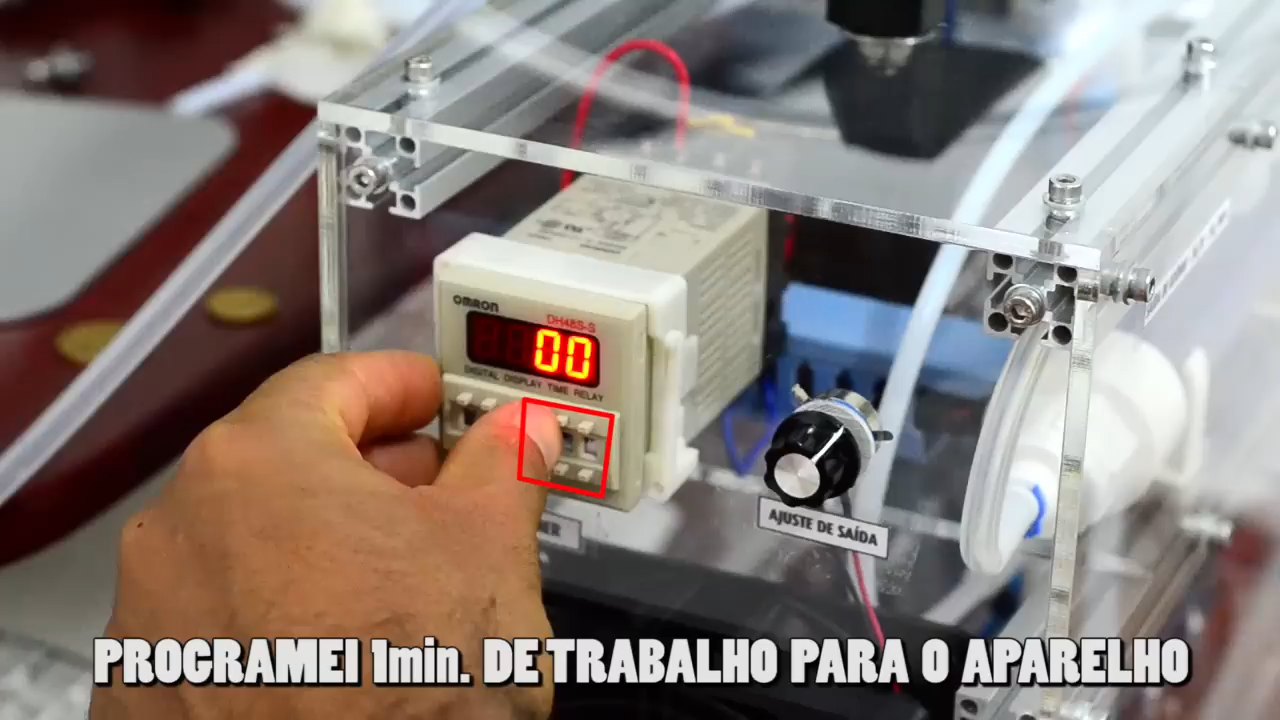 OMRON
DH48S-S
00
DIGITAL DISPLAY TIME RELAY
AJUSTE DE SAÍDA
PROGRAMEI 1min. DE TRABALHO PARA O APARELHO